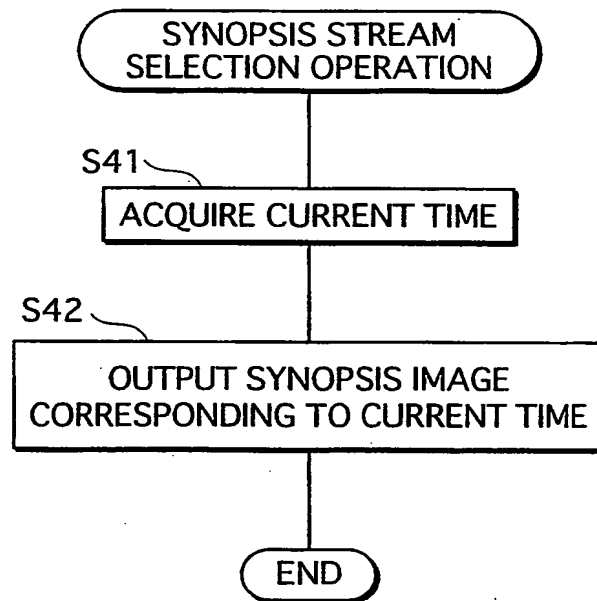 SYNOPSIS STREAM
SELECTION OPERATION
S41
ACQUIRE CURRENT TIME
S42
OUTPUT SYNOPSIS IMAGE
CORRESPONDING TO CURRENT TIME
END